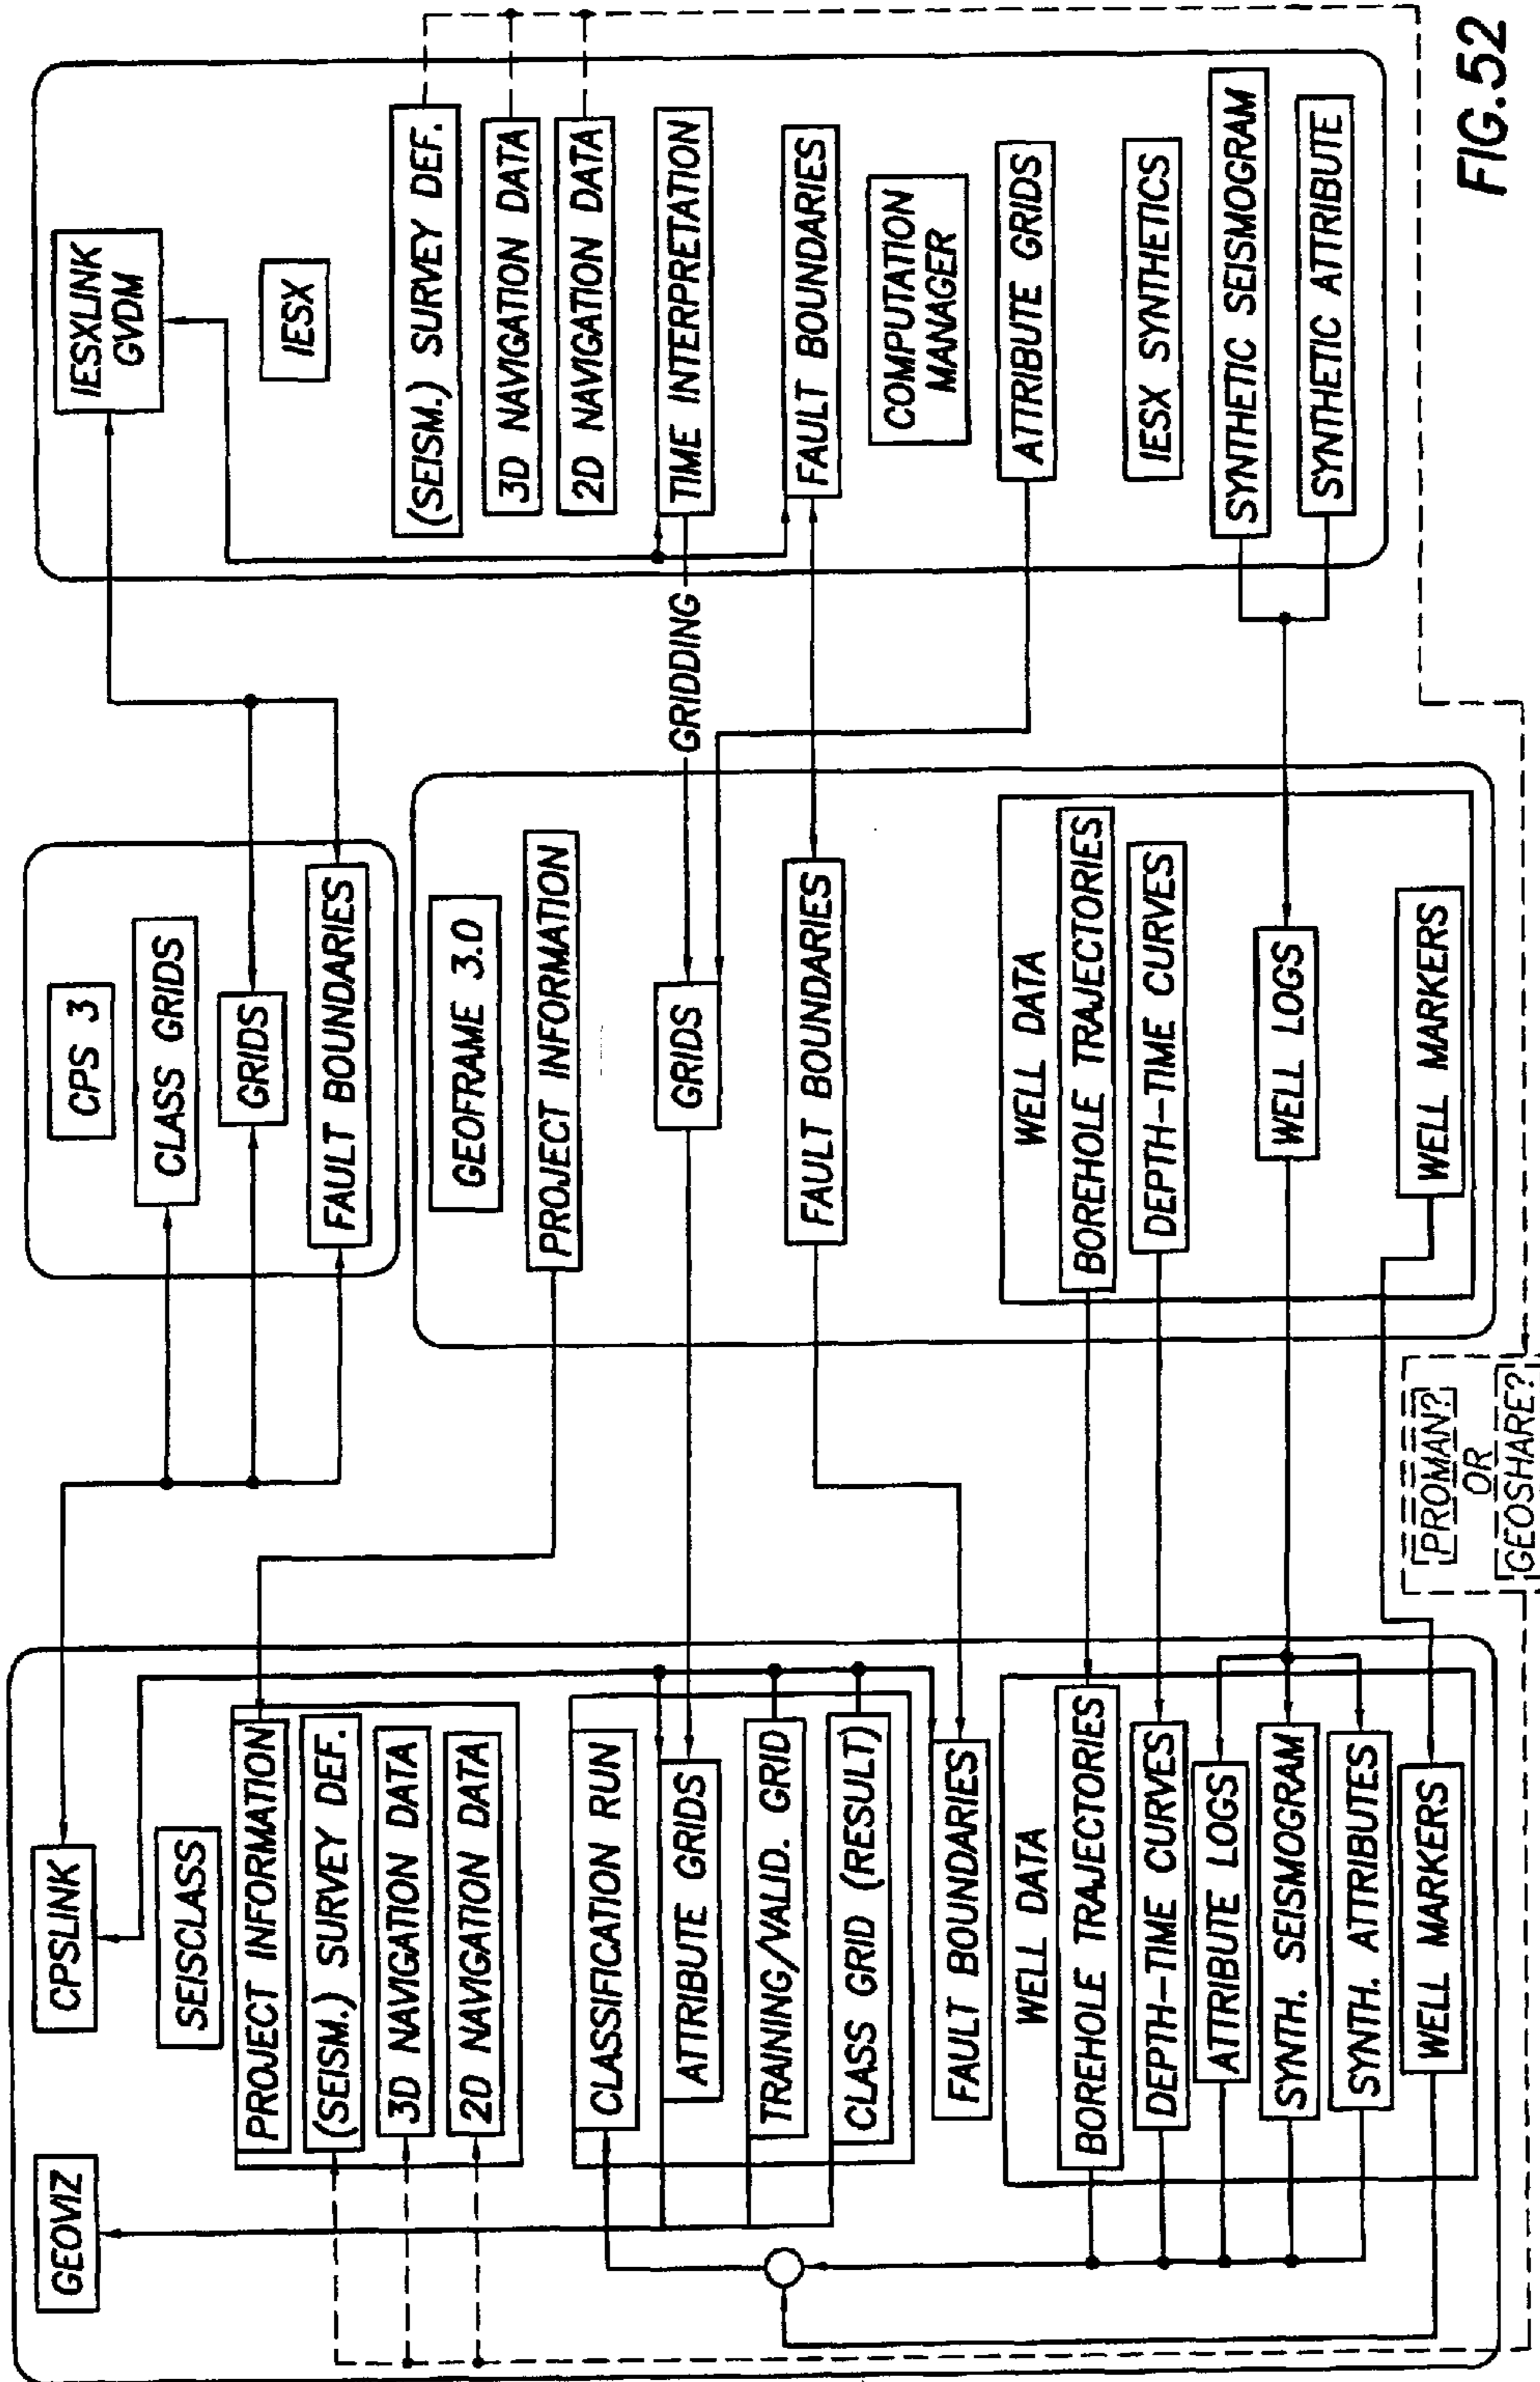 GEOVIZ
CPSLINK
SEISCLASS
PROJECT INFORMATION
(SEISM.) SURVEY DEF.
3D NAVIGATION DATA
2D NAVIGATION DATA
CLASSIFICATION RUN
ATTRIBUTE GRIDS
TRAINING/VALID. GRID
CLASS GRID (RESULT)
FAULT BOUNDARIES
WELL DATA
BOREHOLE TRAJECTORIES
DEPTH-TIME CURVES
ATTRIBUTE LOGS
SYNTH. SEISMOGRAM
SYNTH. ATTRIBUTES
WELL MARKERS
PROMAN?
OR
GEOSHARE?
CPS 3
CLASS GRIDS
GRIDS
FAULT BOUNDARIES
GEOFRAME 3.0
PROJECT INFORMATION
GRIDS
FAULT BOUNDARIES
WELL DATA
BOREHOLE TRAJECTORIES
DEPTH-TIME CURVES
WELL LOGS
WELL MARKERS
GRIDDING
IESXLINK
GVDM
IESX
(SEISM.) SURVEY DEF.
3D NAVIGATION DATA
2D NAVIGATION DATA
TIME INTERPRETATION
FAULT BOUNDARIES
COMPUTATION
MANAGER
ATTRIBUTE GRIDS
IESX SYNTHETICS
SYNTHETIC SEISMOGRAM
SYNTHETIC ATTRIBUTE
FIG.52